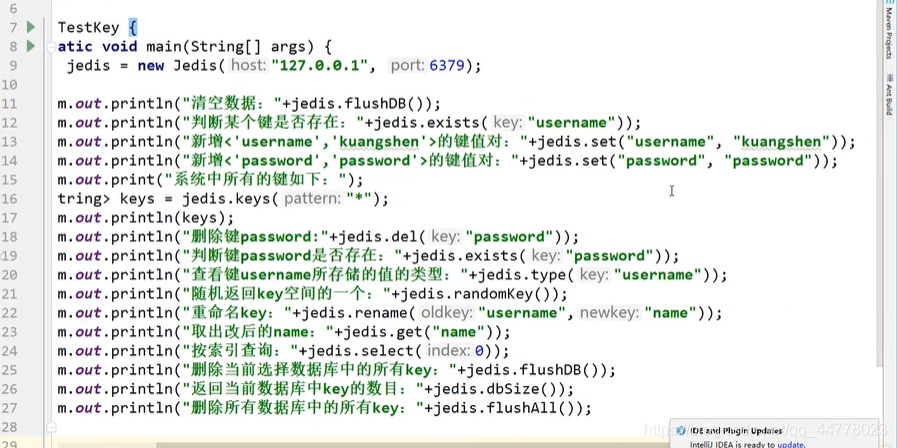 6
7 TestKey {
8 atic void main(String[] args) {
9 jedis = new Jedis( host: "127.0.0.1", port: 6379);
10
11 m.out.println("清空数据："+jedis.flushDB());
12 m.out.println("判断某个键是否存在："+jedis.exists( key: "username"));
13 m.out.println("新增<'username','kuangshen'>的键值对："+jedis.set("username", "kuangshen"));
14 m.out.println("新增<'password','password'>的键值对："+jedis.set("password", "password"));
15 m.out.print("系统中所有的键如下：");
16 tring> keys = jedis.keys( pattern: "*");
17 m.out.println(keys);
18 m.out.println("删除键password:"+jedis.del( key: "password"));
19 m.out.println("判断键password是否存在："+jedis.exists( key: "password"));
20 m.out.println("查看键username所存储的值的类型："+jedis.type( key: "username"));
21 m.out.println("随机返回key空间的一个："+jedis.randomKey());
22 m.out.println("重命名key："+jedis.rename( oldkey: "username", newkey: "name"));
23 m.out.println("取出改后的name："+jedis.get("name"));
24 m.out.println("按索引查询："+jedis.select( index: 0));
25 m.out.println("删除当前选择数据库中的所有key："+jedis.flushDB());
26 m.out.println("返回当前数据库中key的数目："+jedis.dbSize());
27 m.out.println("删除所有数据库中的所有key："+jedis.flushAll());
28
29
Maven Projects
Ant Build
IDE and Plugin Updates
IntelliJ IDEA is ready to update.